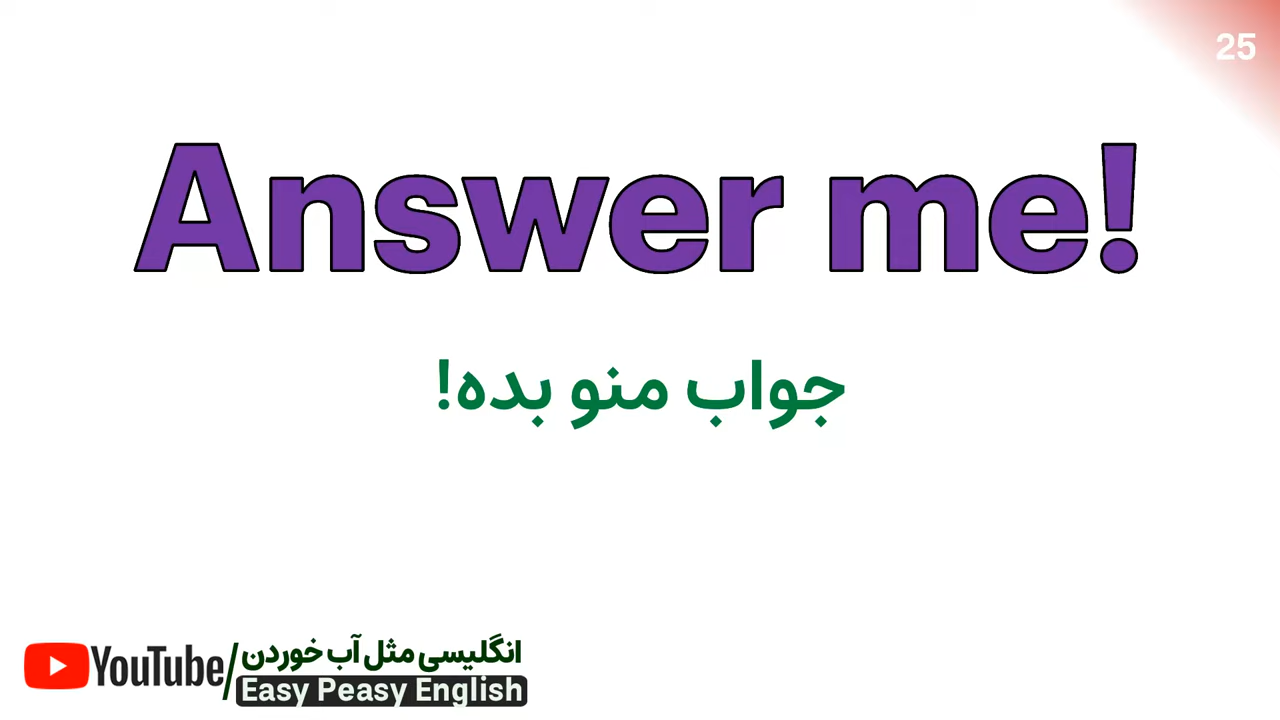 25
Answer me!
جواب منو بده!
YouTube/
انگلیسی مثل آب خوردن
Easy Peasy English